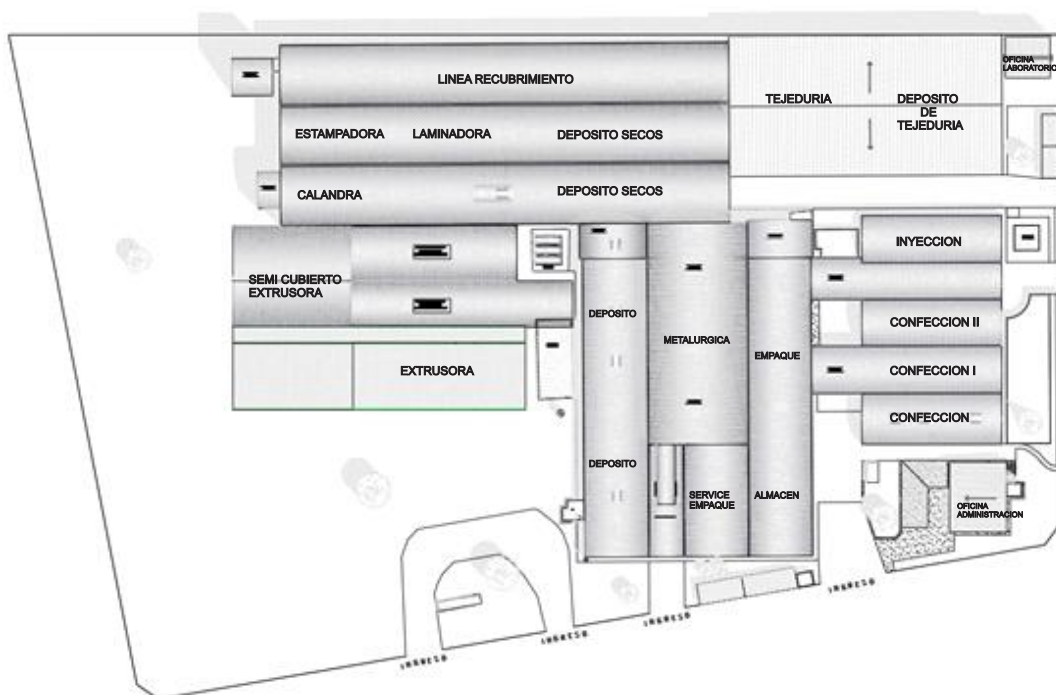 LINEA RECUBRIMIENTO
TEJEDURIA
DEPOSITO
DE
TEJEDURIA
OFICINA
LABORATORIO
ESTAMPADORA
LAMINADORA
DEPOSITO SECOS
CALANDRA
DEPOSITO SECOS
INYECCION
SEMI CUBIERTO
EXTRUSORA
DEPOSITO
METALURGICA
EMPAQUE
CONFECCION II
EXTRUSORA
CONFECCION I
CONFECCION
DEPOSITO
SERVICE
EMPAQUE
ALMACEN
OFICINA
ADMINISTRACION
INGRESO
INGRESO
INGRESO
INGRESO